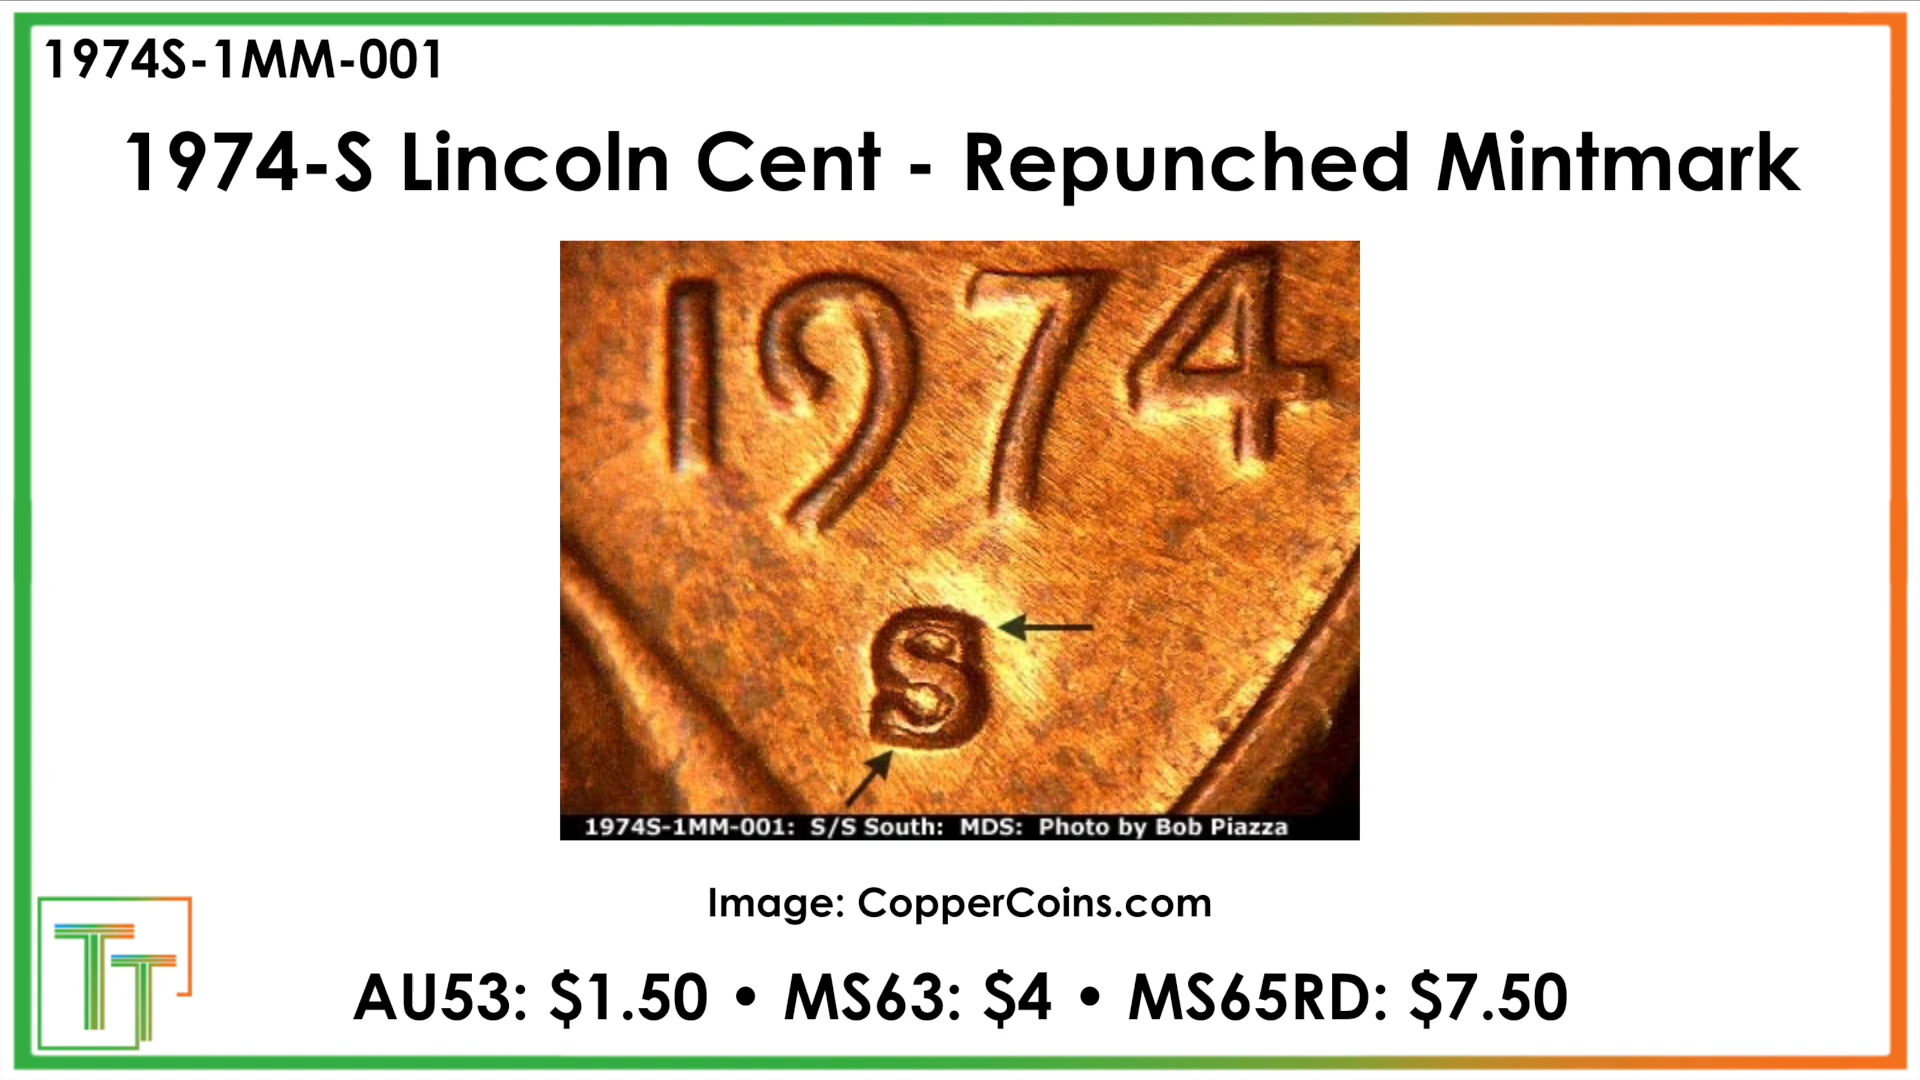 1974S-1MM-001
1974-S Lincoln Cent - Repunched Mintmark
1974
S
1974S-1MM-001: S/S South: MDS: Photo by Bob Piazza
Image: CopperCoins.com
AU53: $1.50 • MS63: $4 • MS65RD: $7.50
TT